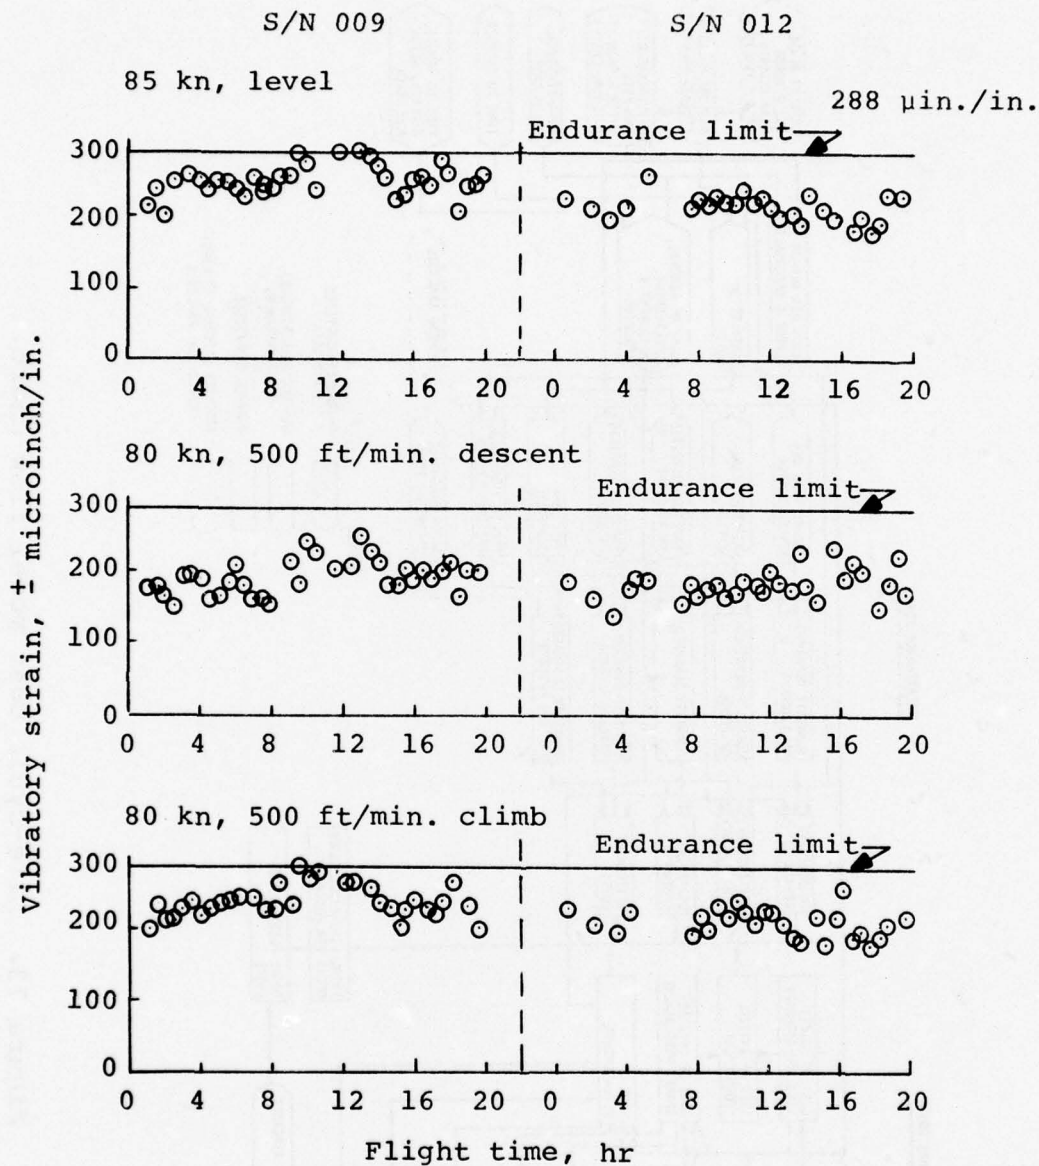 S/N 009
S/N 012
85 kn, level
288 μin./in.
Endurance limit
300
200
100
0
0 4 8 12 16 20 0 4 8 12 16 20
80 kn, 500 ft/min. descent
Endurance limit
300
200
100
0
0 4 8 12 16 20 0 4 8 12 16 20
80 kn, 500 ft/min. climb
Endurance limit
300
200
100
0
0 4 8 12 16 20 0 4 8 12 16 20
Vibratory strain, ± microinch/in.
Flight time, hr